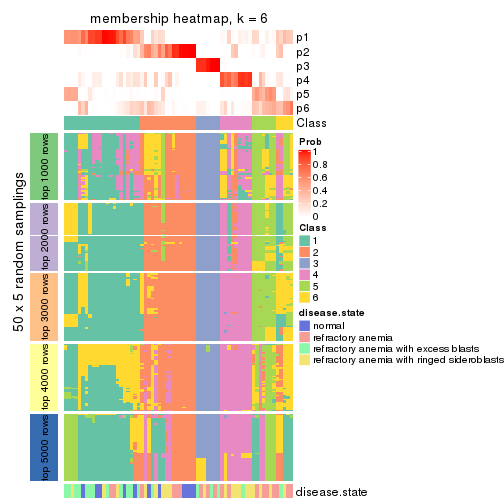 membership heatmap, k = 6
p1
p2
p3
p4
p5
p6
Class
50 x 5 random samplings
top 1000 rows
top 2000 rows
top 3000 rows
top 4000 rows
top 5000 rows
disease.state
Prob
1
0.8
0.6
0.4
0.2
0
Class
1
2
3
4
5
6
disease.state
normal
refractory anemia
refractory anemia with excess blasts
refractory anemia with ringed sideroblasts